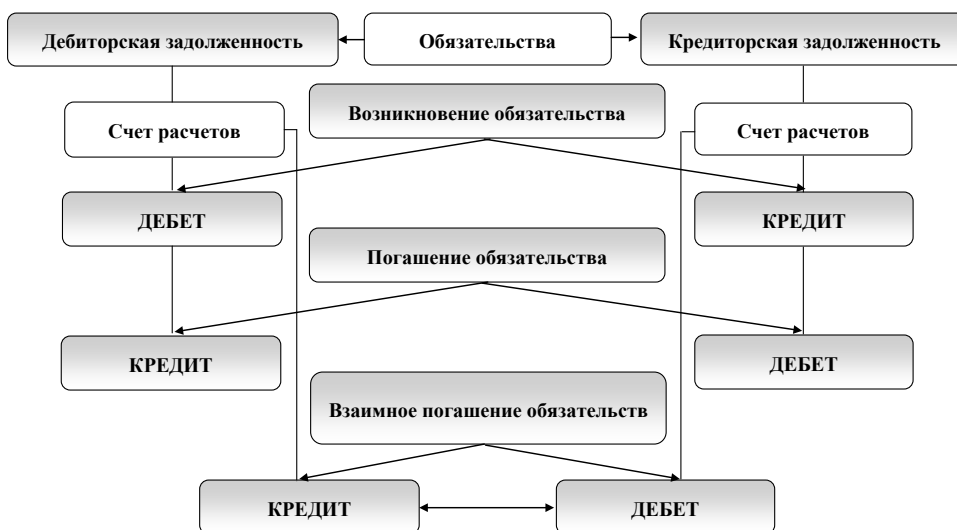 Дебиторская задолженность
Обязательства
Кредиторская задолженность
Возникновение обязательства
Счет расчетов
Счет расчетов
ДЕБЕТ
КРЕДИТ
Погашение обязательства
КРЕДИТ
ДЕБЕТ
Взаимное погашение обязательств
КРЕДИТ
ДЕБЕТ